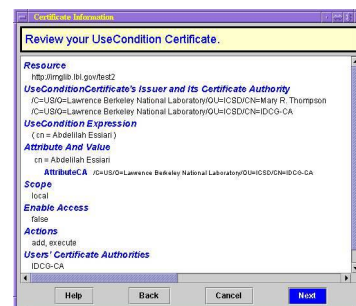 Certificate Information
Review your UseCondition Certificate.
Resource
http://imglib.lbl.gov/test2
UseConditionCertificate's Issuer and Its Certificate Authority
/C=US/O=Lawrence Berkeley National Laboratory/OU=ICSD/CN=Mary R. Thompson
/C=US/O=Lawrence Berkeley National Laboratory/OU=ICSD/CN=IDCG-CA
UseCondition Expression
( cn = Abdelilah Essiari )
Attribute And Value
cn = Abdelilah Essiari
AttributeCA /C=US/O=Lawrence Berkeley National Laboratory/OU=ICSD/CN=IDCG-CA
Scope
local
Enable Access
false
Actions
add, execute
Users' Certificate Authorities
IDCG-CA
Help Back Cancel Next